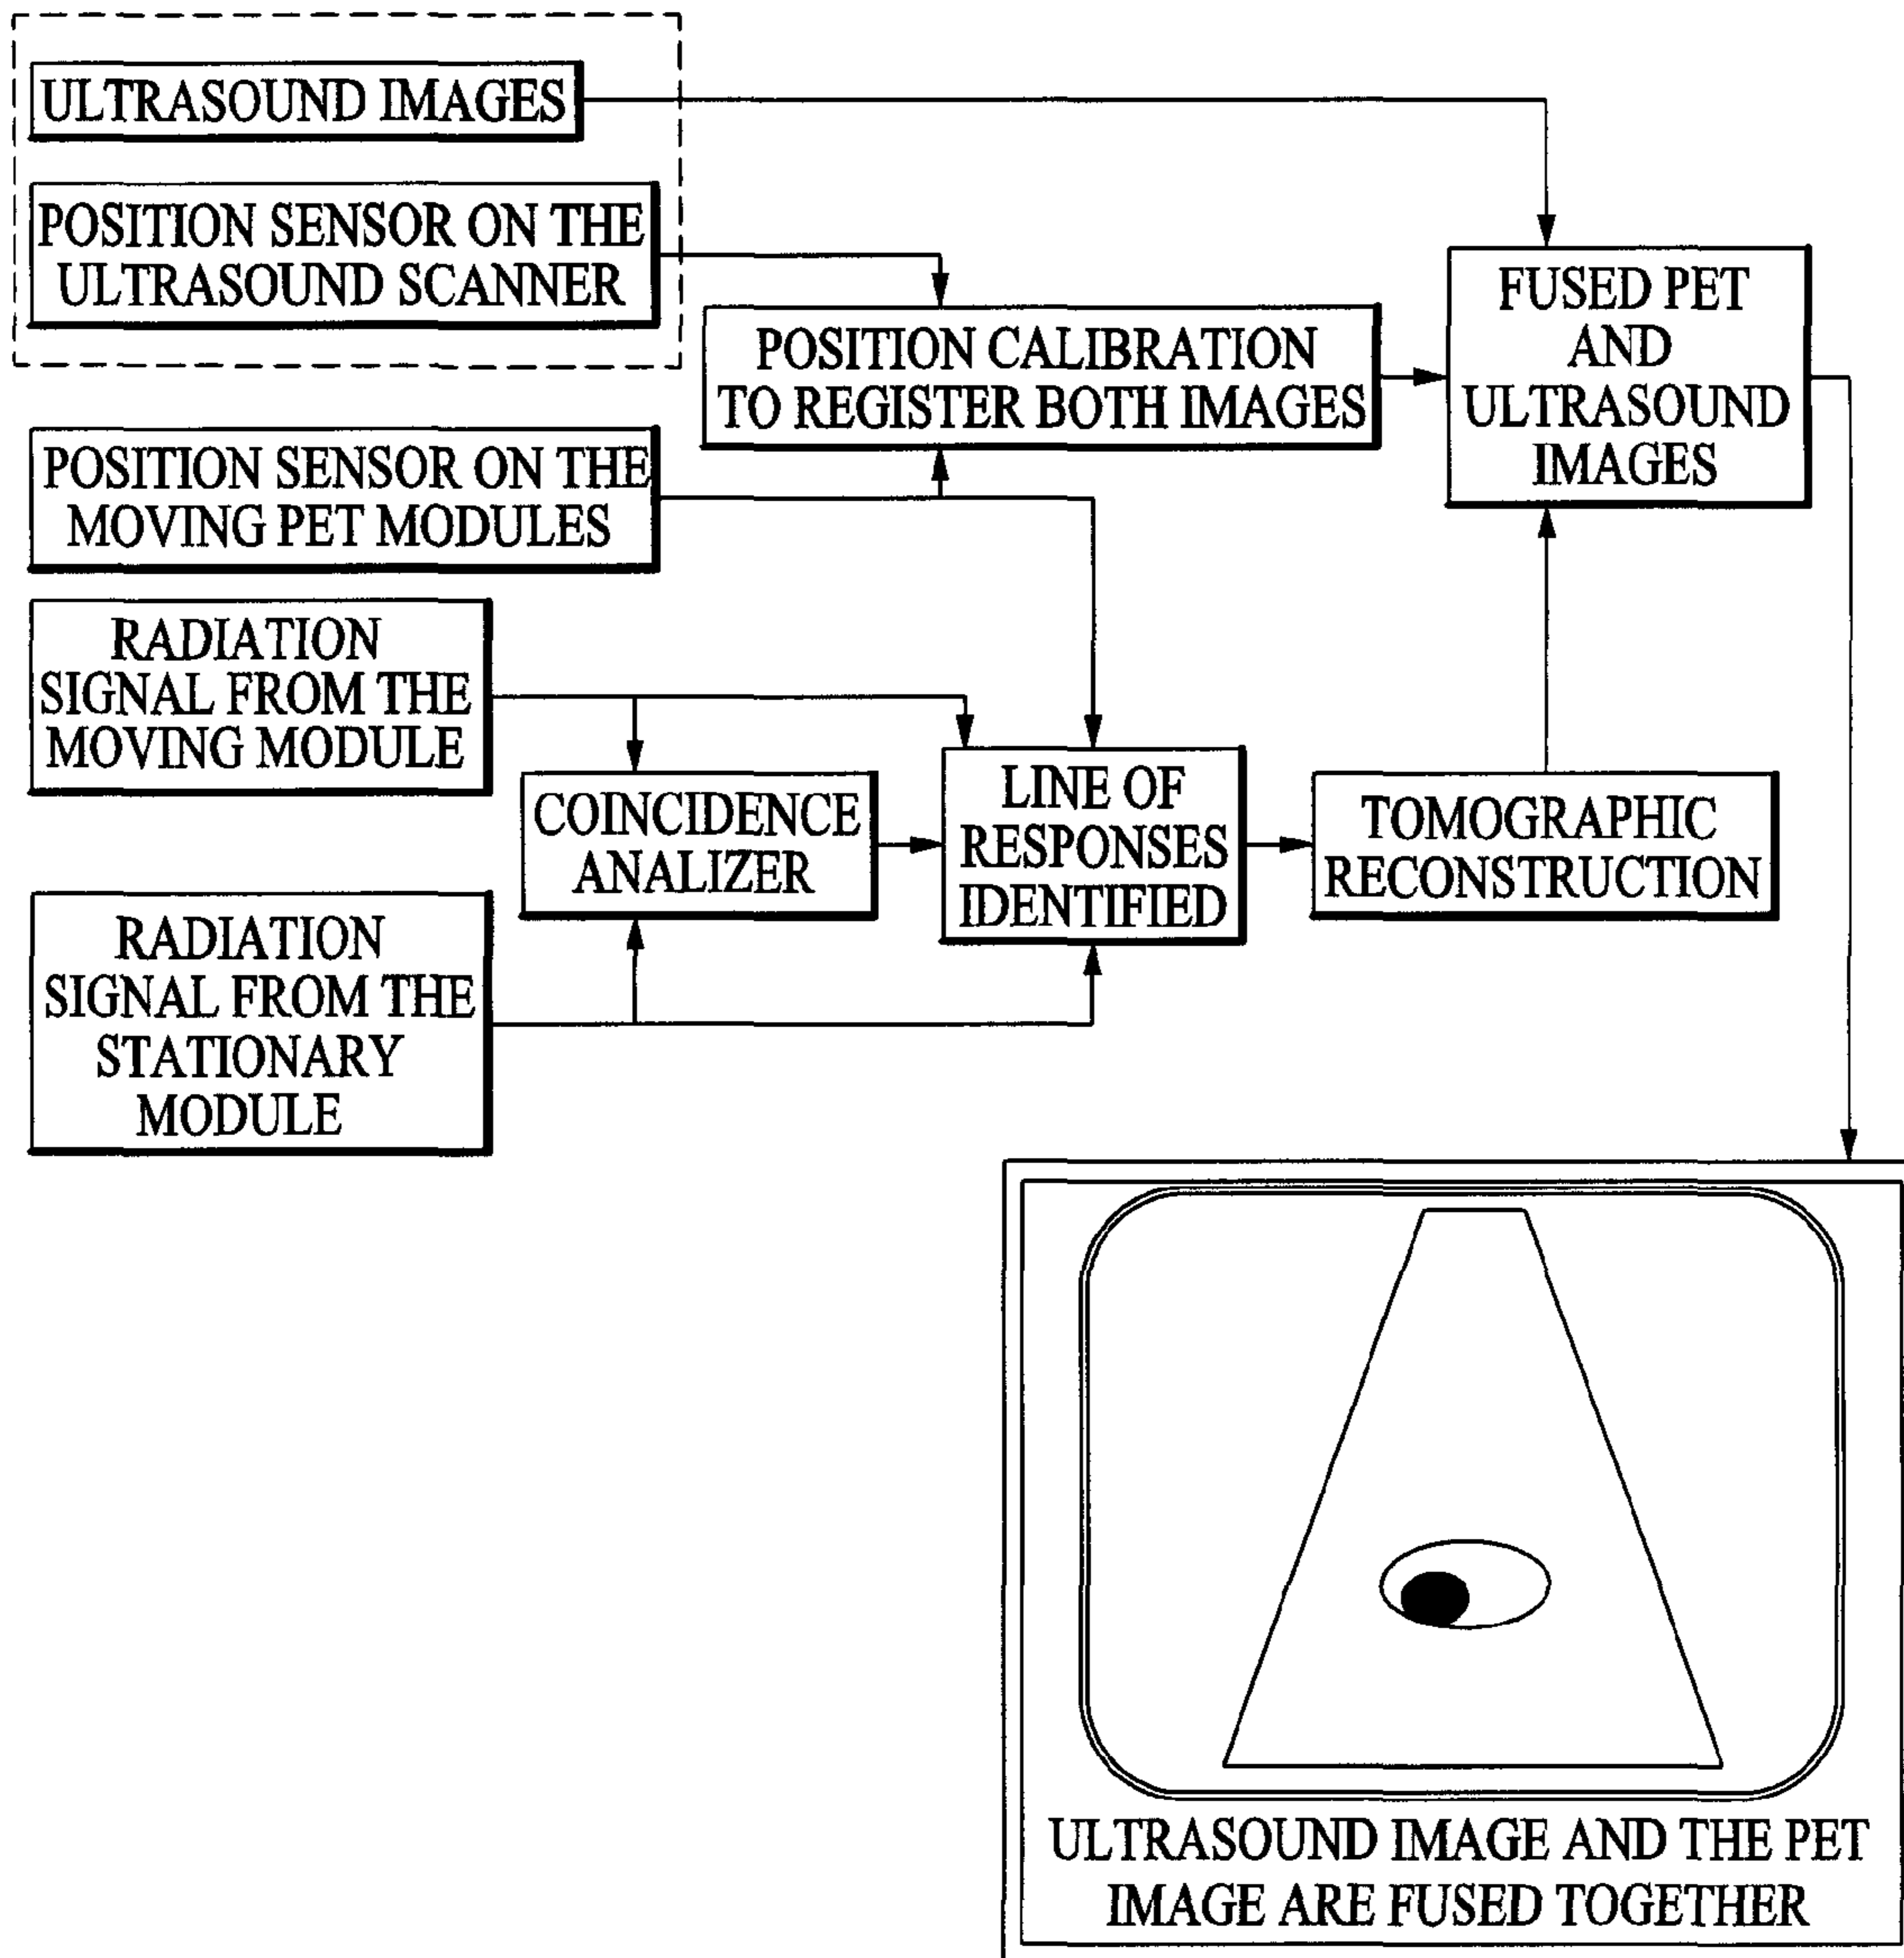 ULTRASOUND IMAGES
POSITION SENSOR ON THE
ULTRASOUND SCANNER
POSITION CALIBRATION
TO REGISTER BOTH IMAGES
FUSED PET
AND
ULTRASOUND
IMAGES
POSITION SENSOR ON THE
MOVING PET MODULES
RADIATION
SIGNAL FROM THE
MOVING MODULE
COINCIDENCE
ANALIZER
LINE OF
RESPONSES
IDENTIFIED
TOMOGRAPHIC
RECONSTRUCTION
RADIATION
SIGNAL FROM THE
STATIONARY
MODULE
ULTRASOUND IMAGE AND THE PET
IMAGE ARE FUSED TOGETHER